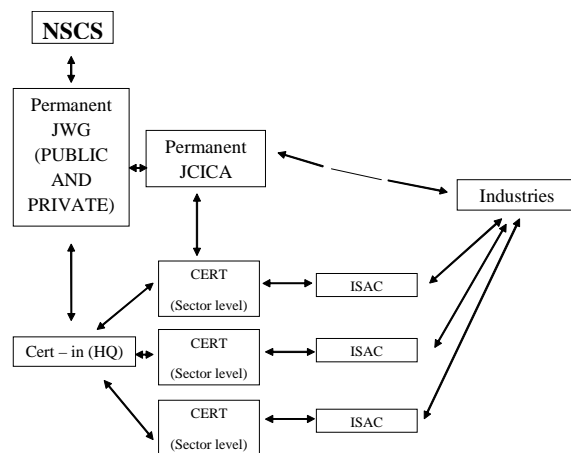 NSCS
Permanent
JWG
(PUBLIC
AND
PRIVATE)
Permanent
JCICA
Industries
CERT
(Sector level)
ISAC
Cert – in (HQ)
CERT
(Sector level)
ISAC
CERT
(Sector level)
ISAC